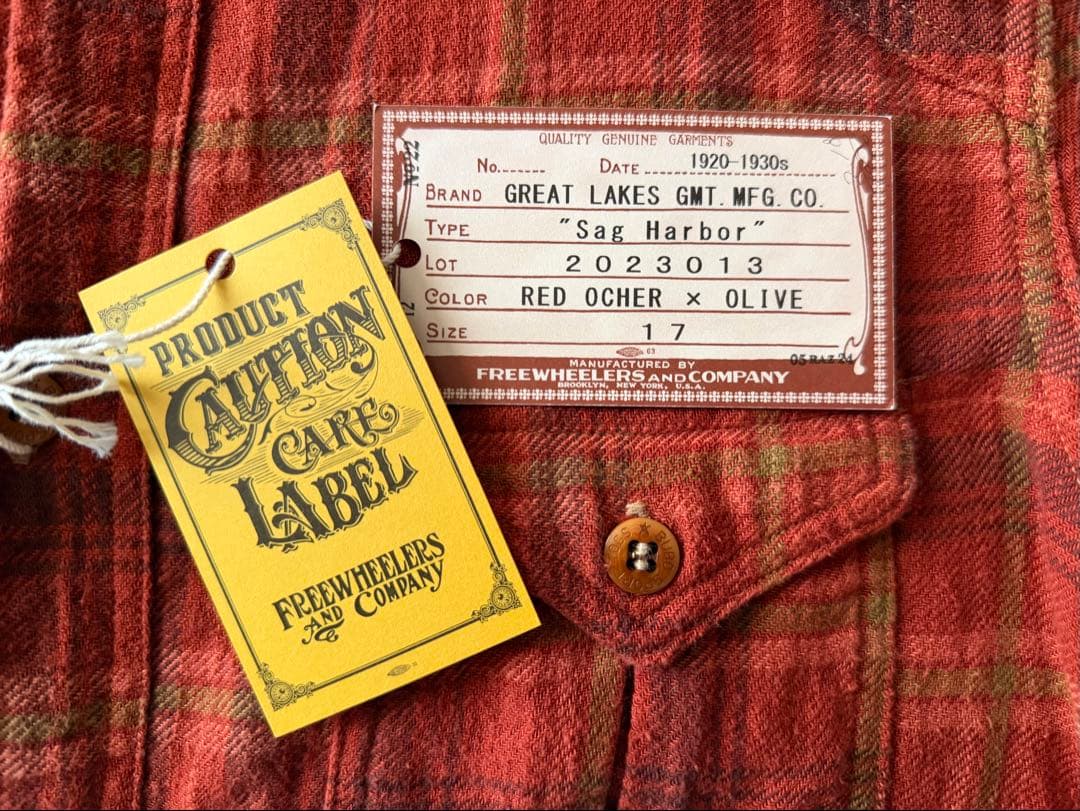 QUALITY GENUINE GARMENTS
No.
DATE 1920-1930s
BRAND GREAT LAKES GMT. MFG. CO.
TYPE "Sag Harbor"
LOT 2023013
COLOR RED OCHER × OLIVE
SIZE 17
63
MANUFACTURED BY
FREEWHEELERS AND COMPANY
BROOKLYN, NEW YORK, U.S.A.
PRODUCT
CAUTION
CARE
LABEL
FREEWHEELERS
AND COMPANY